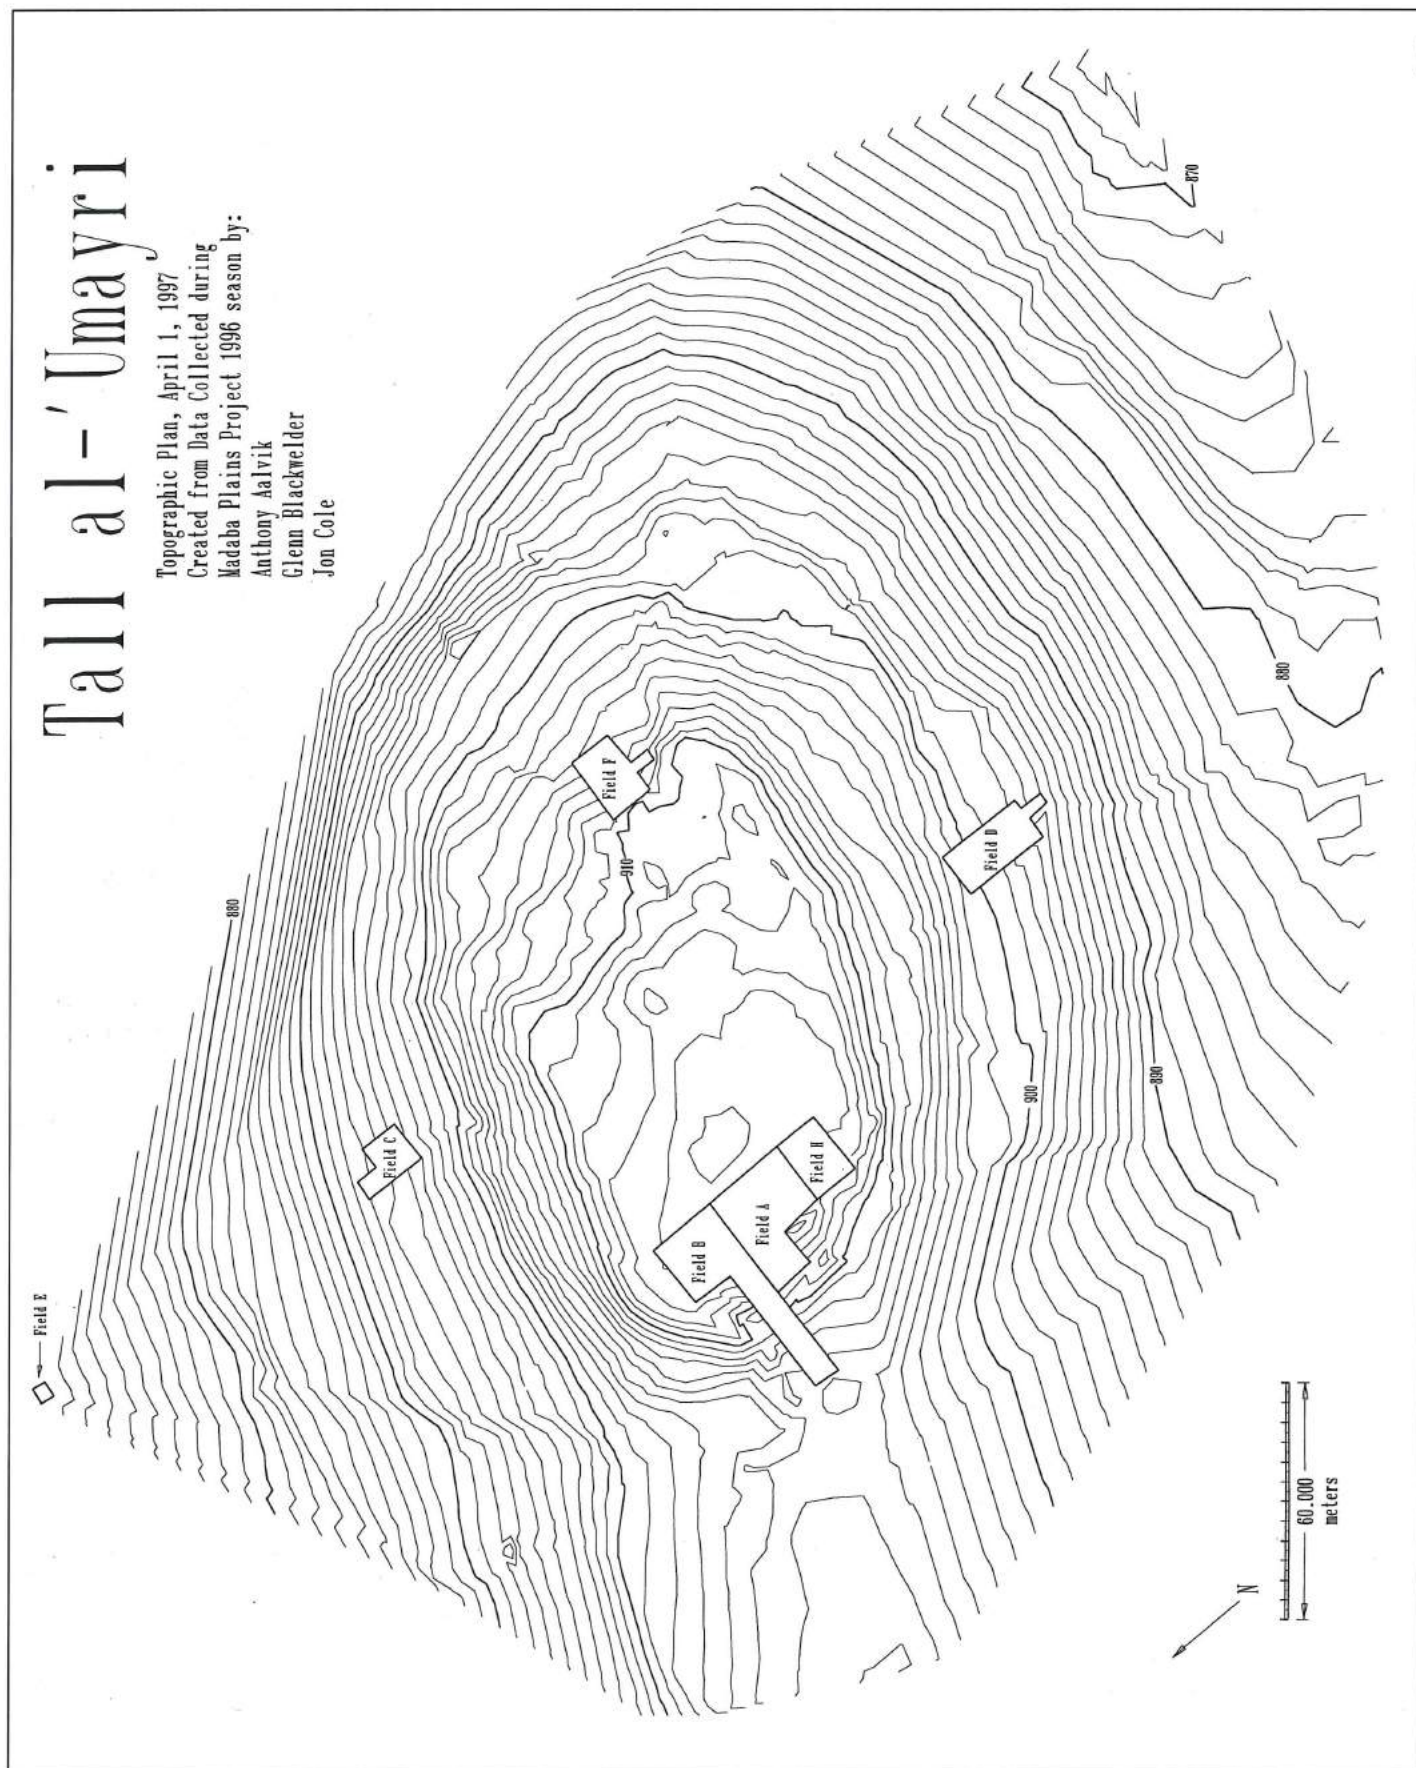 Tall al-'Umayri
Topographic Plan, April 1, 1997
Created from Data Collected during
Madaba Plains Project 1996 season by:
Anthony Aalvik
Glenn Blackwelder
Jon Cole
Field E
880
Field C
Field F
910
Field B
Field A
Field H
Field D
900
890
880
870
N
60.000
meters